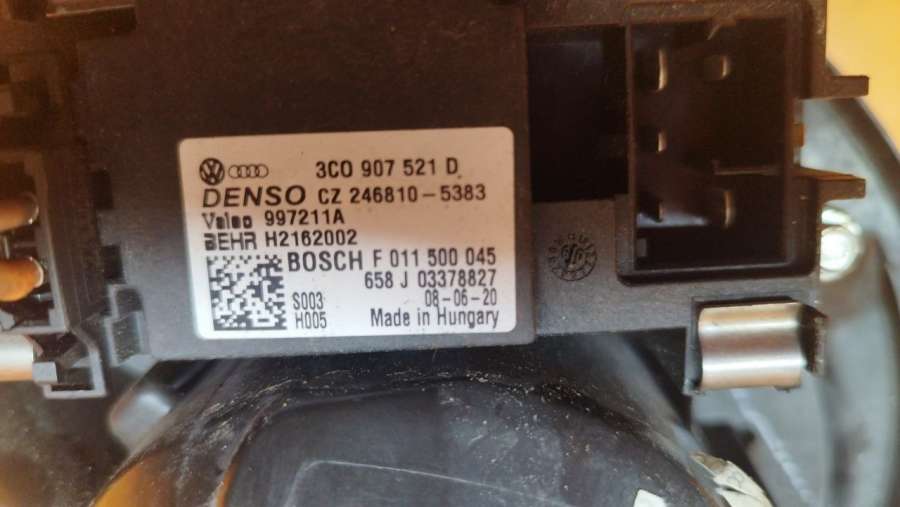 3C0 907 521 D
DENSO CZ 246810-5383
Valeo 997211A
BEHR H2162002
BOSCH F 011 500 045
658 J 03378827
S003 08-06-20
H005 Made in Hungary